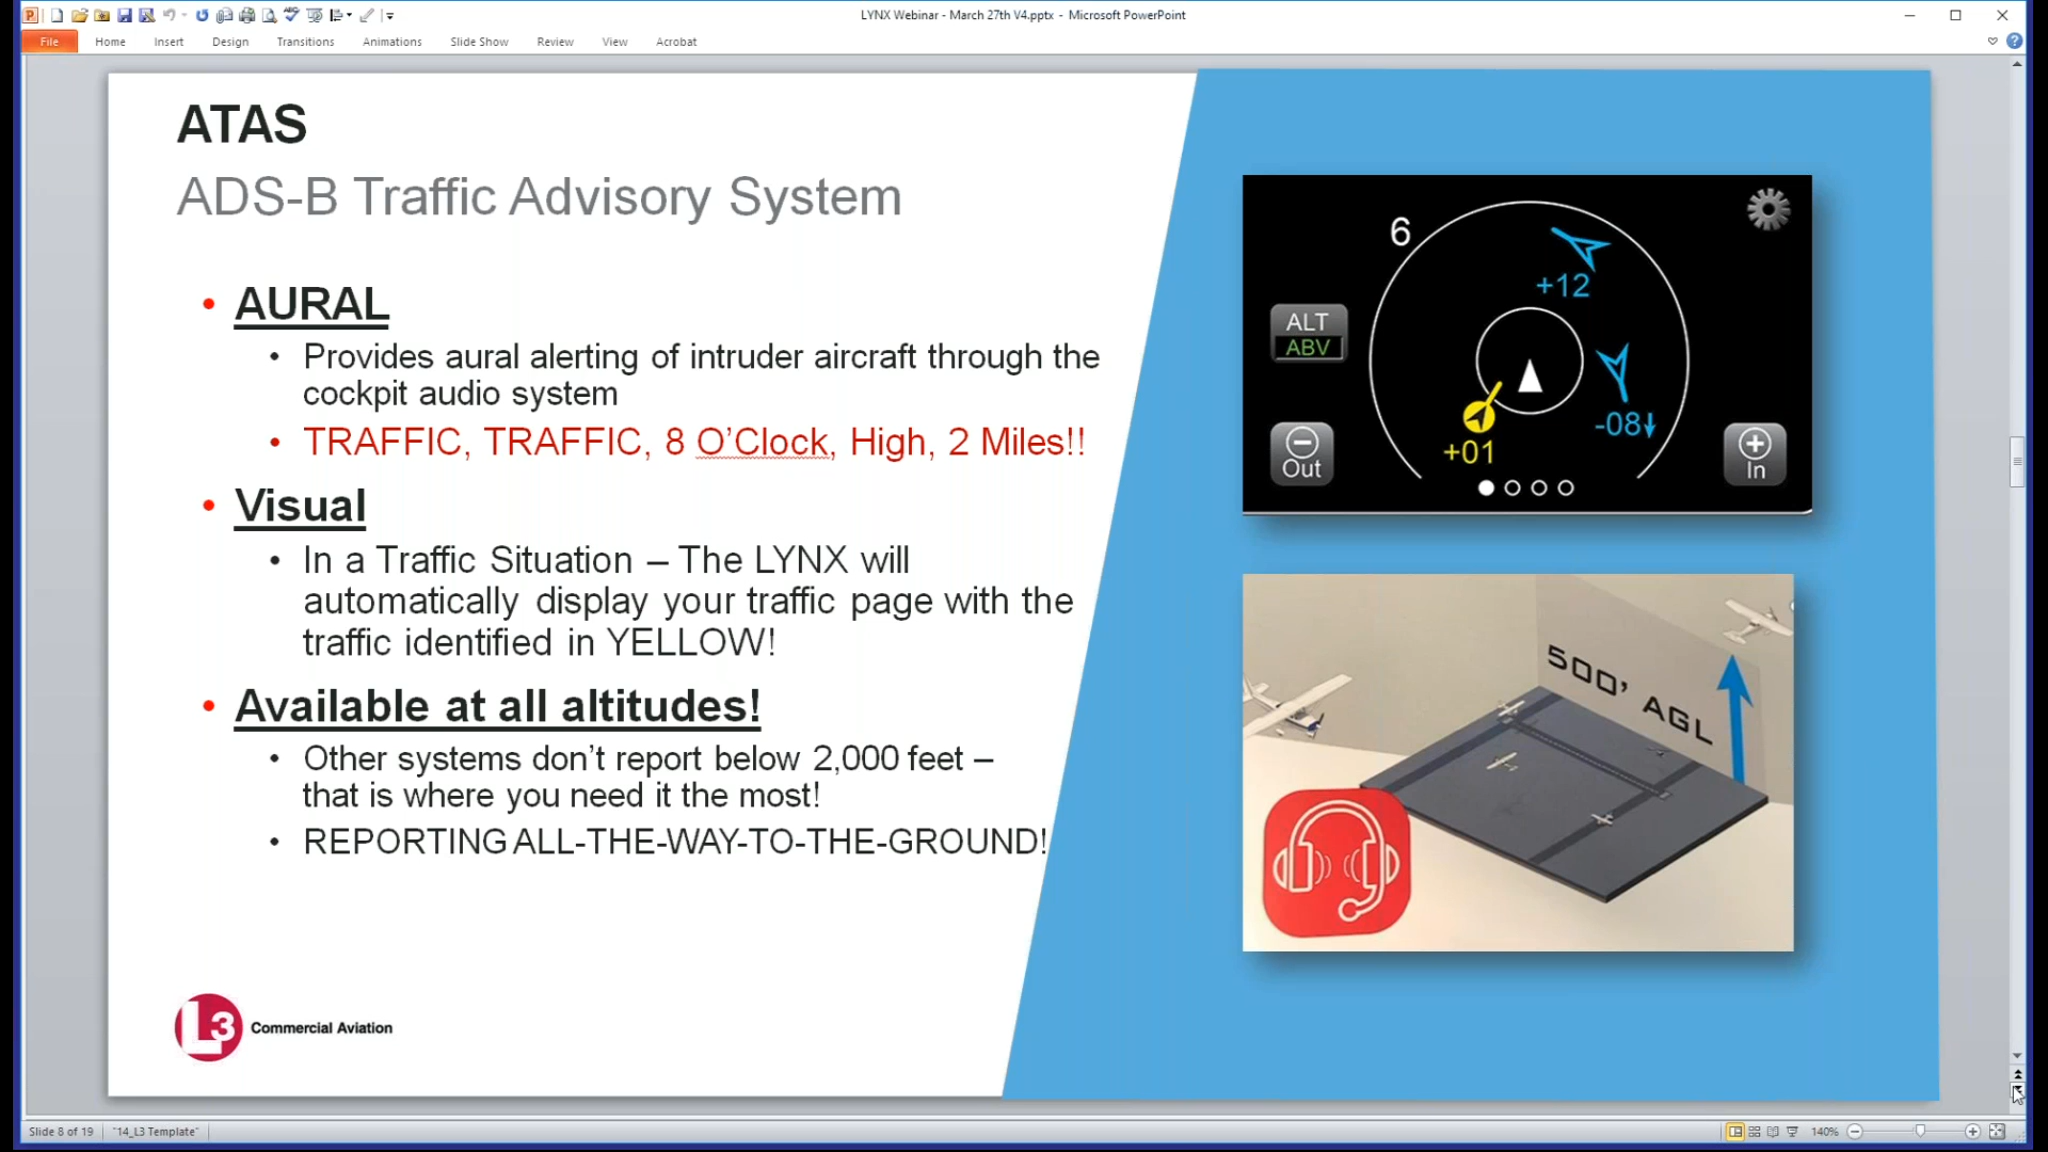 LYNX Webinar - March 27th V4.pptx - Microsoft PowerPoint
File Home Insert Design Transitions Animations Slide Show Review View Acrobat
ATAS
ADS-B Traffic Advisory System
• AURAL
• Provides aural alerting of intruder aircraft through the
cockpit audio system
• TRAFFIC, TRAFFIC, 8 O’Clock, High, 2 Miles!!
• Visual
• In a Traffic Situation – The LYNX will
automatically display your traffic page with the
traffic identified in YELLOW!
• Available at all altitudes!
• Other systems don’t report below 2,000 feet –
that is where you need it the most!
• REPORTING ALL-THE-WAY-TO-THE-GROUND!
6
+12
ALT
ABV
-08
+01
Out
In
500’ AGL
L3 Commercial Aviation
Slide 8 of 19 "14_L3 Template" 140%